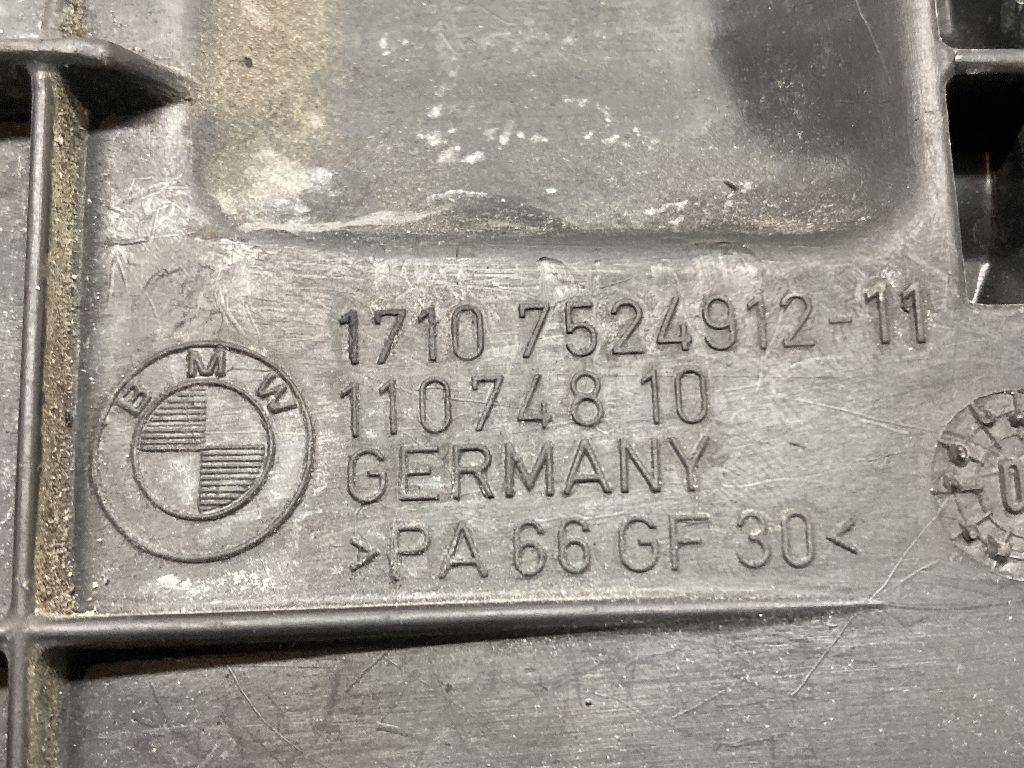 BMW
1710 7524912-11
110748 10
GERMANY
>PA 66 GF 30<